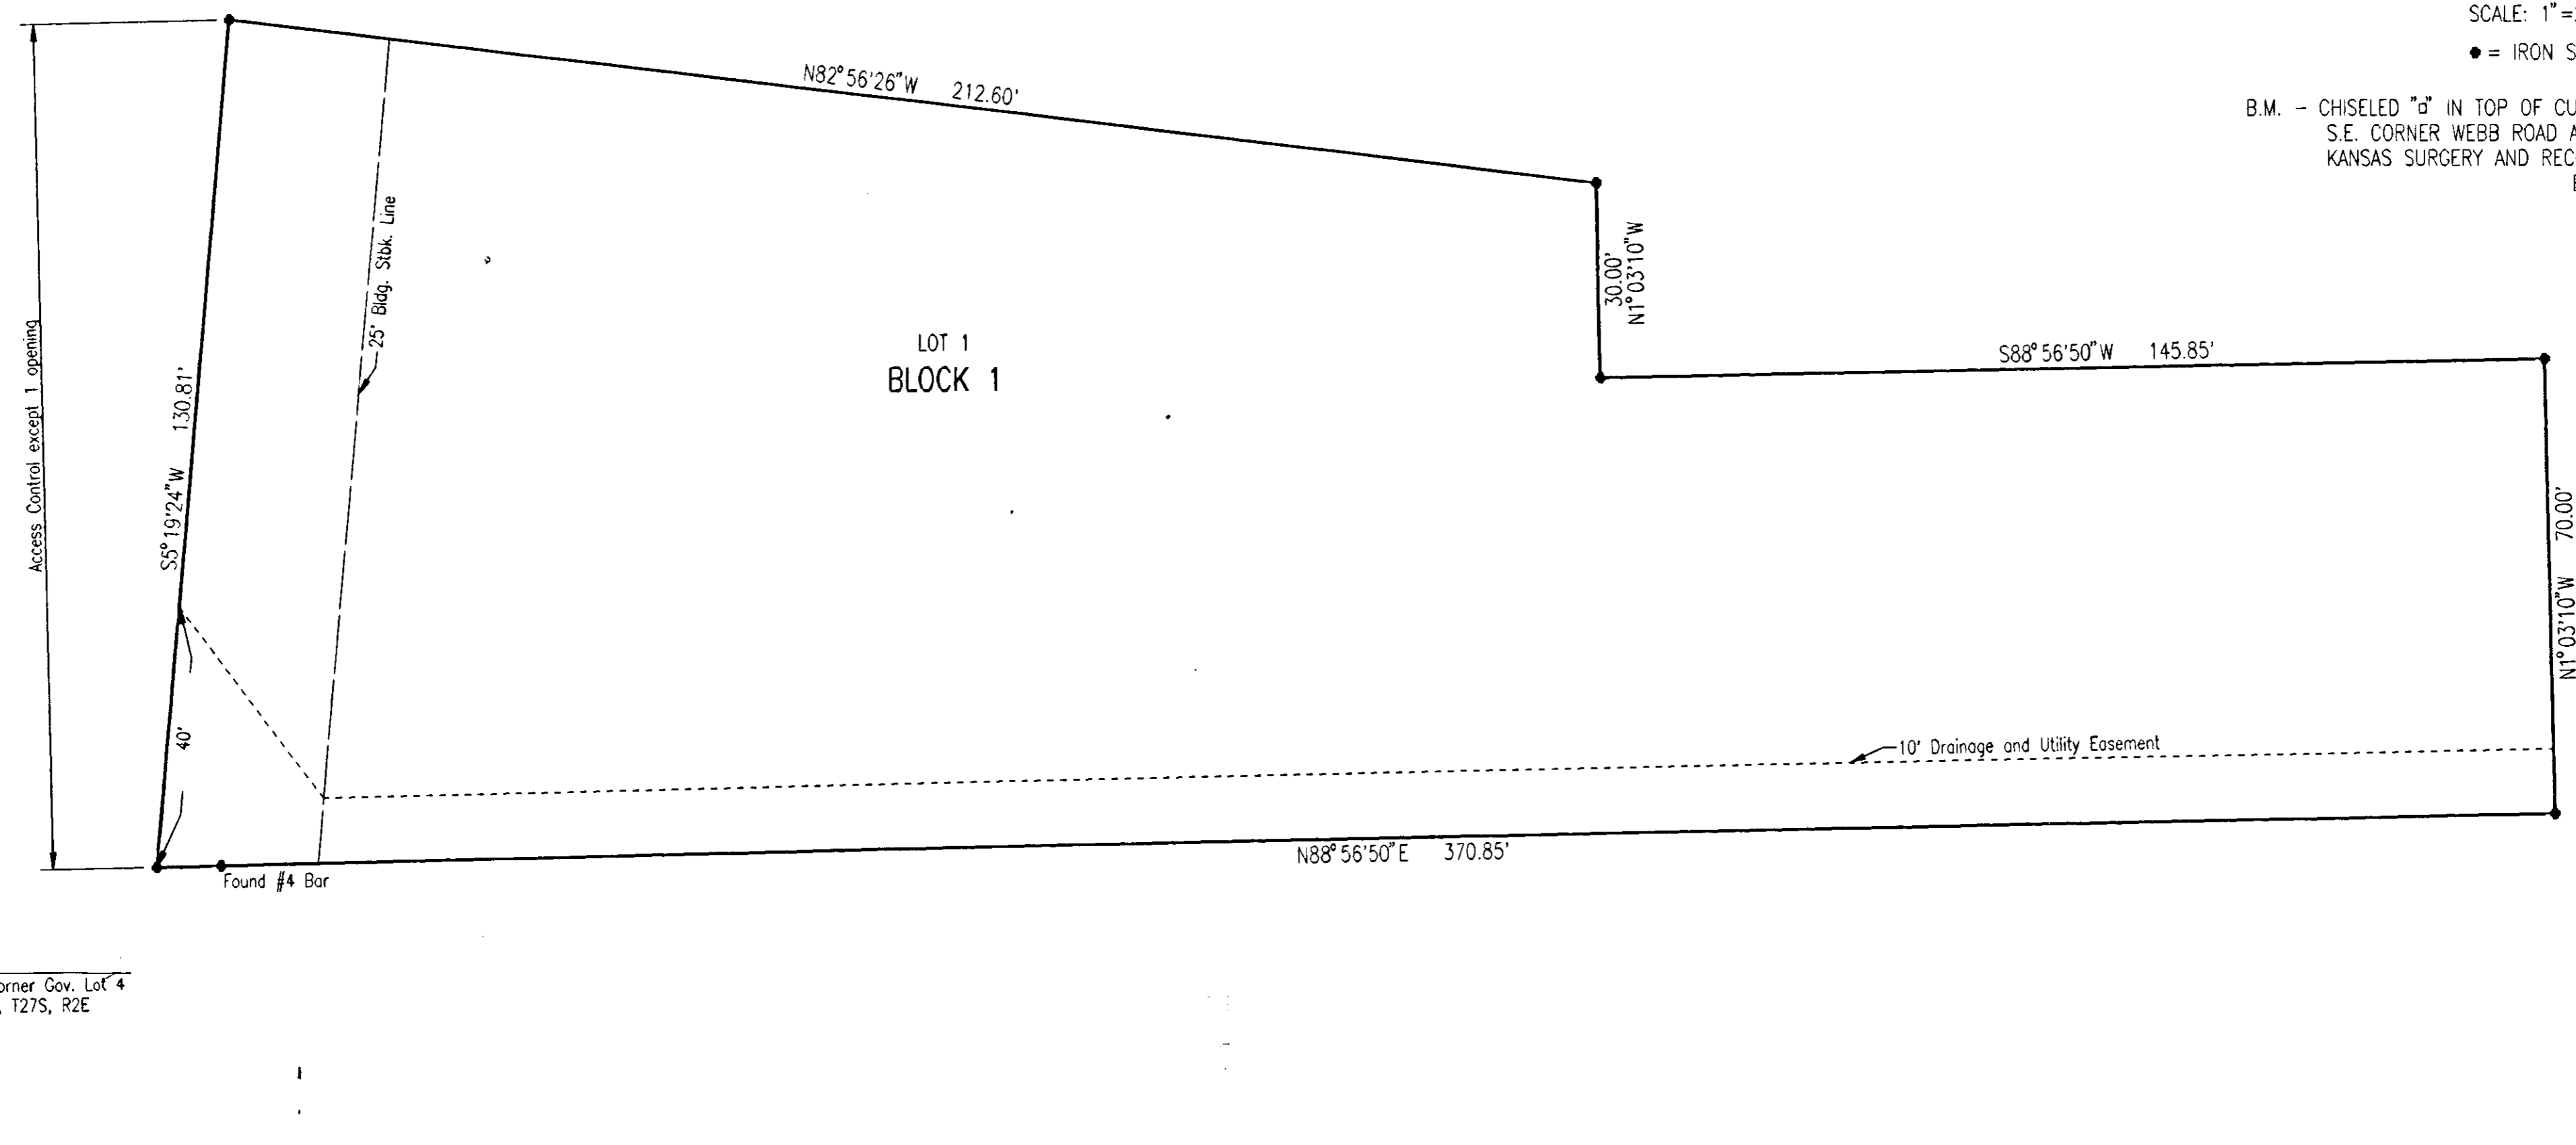 SCALE: 1"=
● = IRON S
B.M. – CHISELED "□" IN TOP OF CU
S.E. CORNER WEBB ROAD A
KANSAS SURGERY AND REC
N82°56'26"W 212.60'
25' Bldg. Stbk. Line
30.00'
N1°03'10"W
Access Control except 1 opening
LOT 1
BLOCK 1
S88°56'50"W 145.85'
S5°19'24"W 130.81'
N1°03'10"W 70.00'
40'
10' Drainage and Utility Easement
N88°56'50"E 370.85'
Found #4 Bar
orner Gov. Lot 4
, T27S, R2E